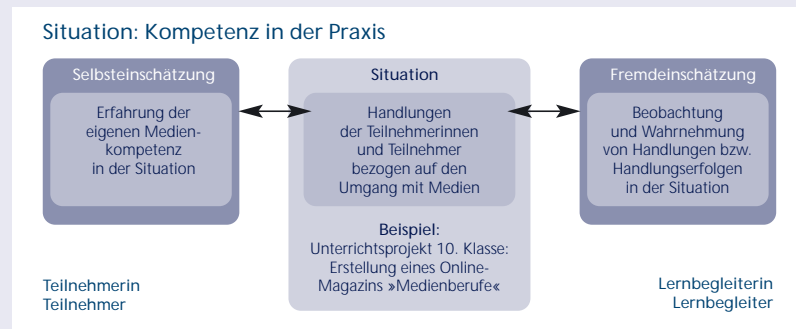 Situation: Kompetenz in der Praxis
Selbsteinschätzung
Erfahrung der
eigenen Medien-
kompetenz
in der Situation
Situation
Handlungen
der Teilnehmerinnen
und Teilnehmer
bezogen auf den
Umgang mit Medien
Beispiel:
Unterrichtsprojekt 10. Klasse:
Erstellung eines Online-
Magazins »Medienberufe«
Fremdeinschätzung
Beobachtung
und Wahrnehmung
von Handlungen bzw.
Handlungserfolgen
in der Situation
Teilnehmerin
Teilnehmer
Lernbegleiterin
Lernbegleiter